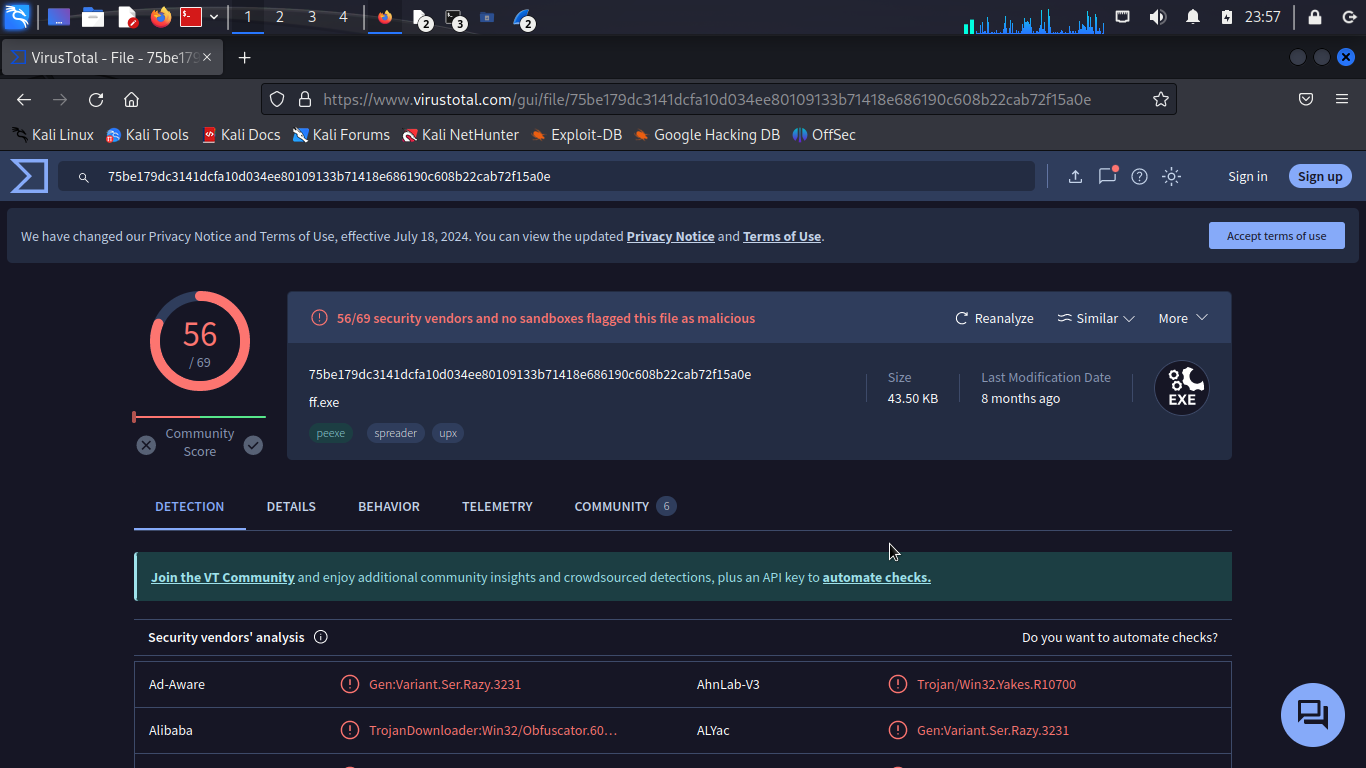 1 2 3 4 2 3 2 23:57
VirusTotal - File - 75be179
https://www.virustotal.com/gui/file/75be179dc3141dcfa10d034ee80109133b71418e686190c608b22cab72f15a0e
Kali Linux Kali Tools Kali Docs Kali Forums Kali NetHunter Exploit-DB Google Hacking DB OffSec
75be179dc3141dcfa10d034ee80109133b71418e686190c608b22cab72f15a0e Sign in Sign up
We have changed our Privacy Notice and Terms of Use, effective July 18, 2024. You can view the updated Privacy Notice and Terms of Use. Accept terms of use
56
/ 69
Community
Score
56/69 security vendors and no sandboxes flagged this file as malicious Reanalyze Similar More
75be179dc3141dcfa10d034ee80109133b71418e686190c608b22cab72f15a0e
ff.exe
peexe spreader upx
Size
43.50 KB
Last Modification Date
8 months ago
EXE
DETECTION DETAILS BEHAVIOR TELEMETRY COMMUNITY 6
Join the VT Community and enjoy additional community insights and crowdsourced detections, plus an API key to automate checks.
Security vendors' analysis Do you want to automate checks?
Ad-Aware Gen:Variant.Ser.Razy.3231 AhnLab-V3 Trojan/Win32.Yakes.R10700
Alibaba TrojanDownloader:Win32/Obfuscator.60... ALYac Gen:Variant.Ser.Razy.3231